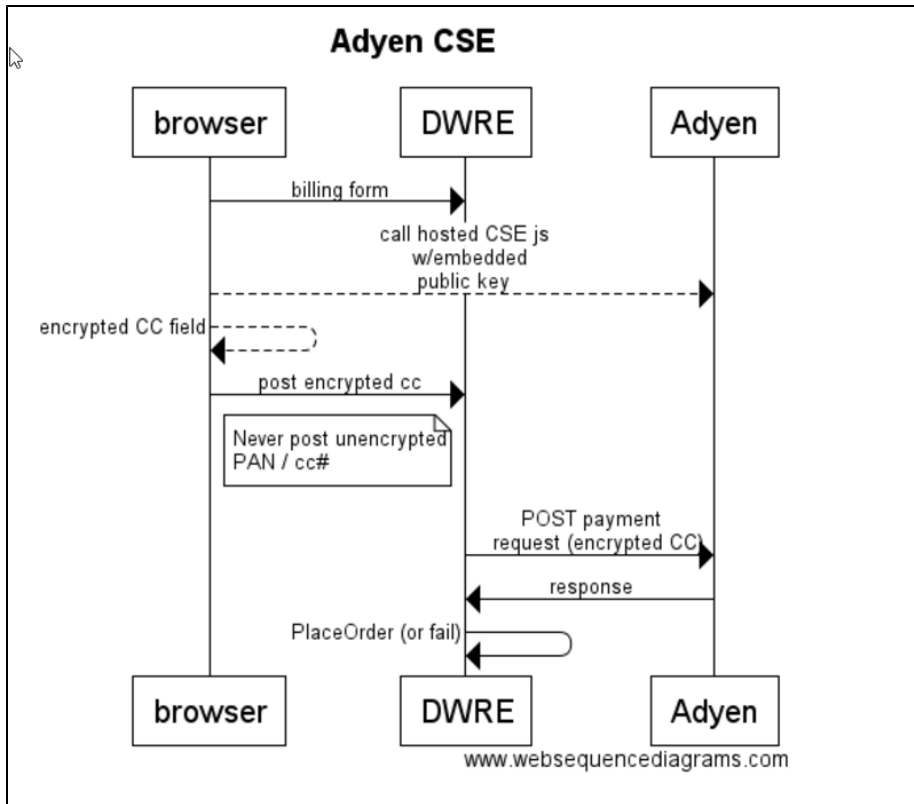 Adyen CSE
browser
DWRE
Adyen
billing form
call hosted CSE js
w/embedded
public key
encrypted CC field
post encrypted cc
Never post unencrypted
PAN / cc#
POST payment
request (encrypted CC)
response
PlaceOrder (or fail)
browser
DWRE
Adyen
www.websequencediagrams.com